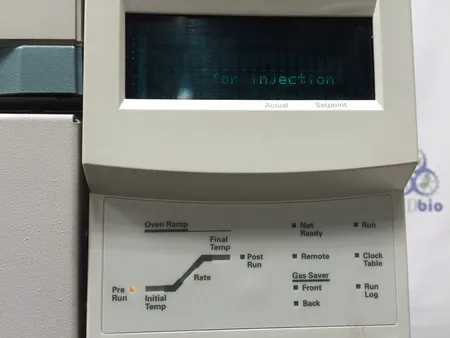 for injection
Actual Setpoint
Oven Ramp
Final Temp
Not Ready
Run
Post Run
Remote
Clock Table
Rate
Gas Saver
Pre Run
Initial Temp
Front
Run Log
Back
bio